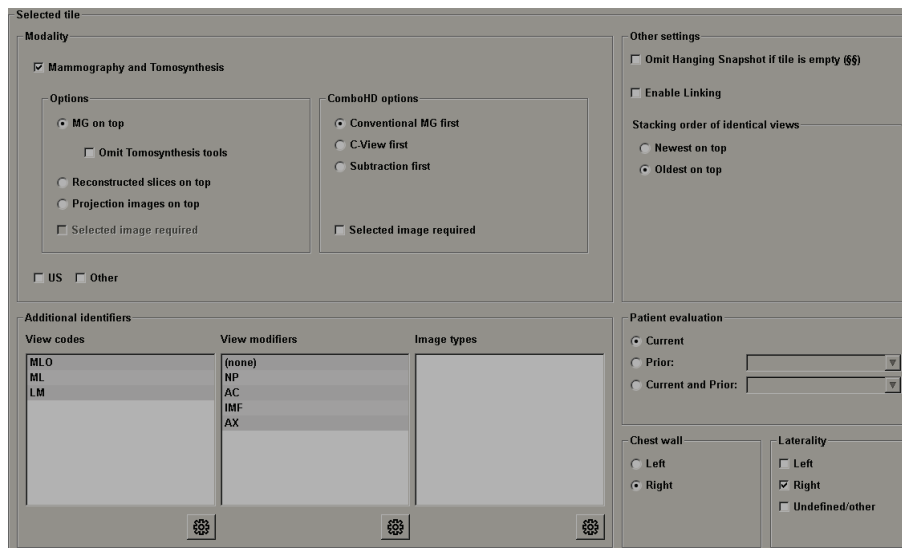 Selected tile
Modality
Mammography and Tomosynthesis
Options
MG on top
Omit Tomosynthesis tools
Reconstructed slices on top
Projection images on top
Selected image required
ComboHD options
Conventional MG first
C-View first
Subtraction first
Selected image required
US
Other
Other settings
Omit Hanging Snapshot if tile is empty (§§)
Enable Linking
Stacking order of identical views
Newest on top
Oldest on top
Additional identifiers
View codes
MLO
ML
LM
View modifiers
(none)
NP
AC
IMF
AX
Image types
Patient evaluation
Current
Prior:
Current and Prior:
Chest wall
Left
Right
Laterality
Left
Right
Undefined/other